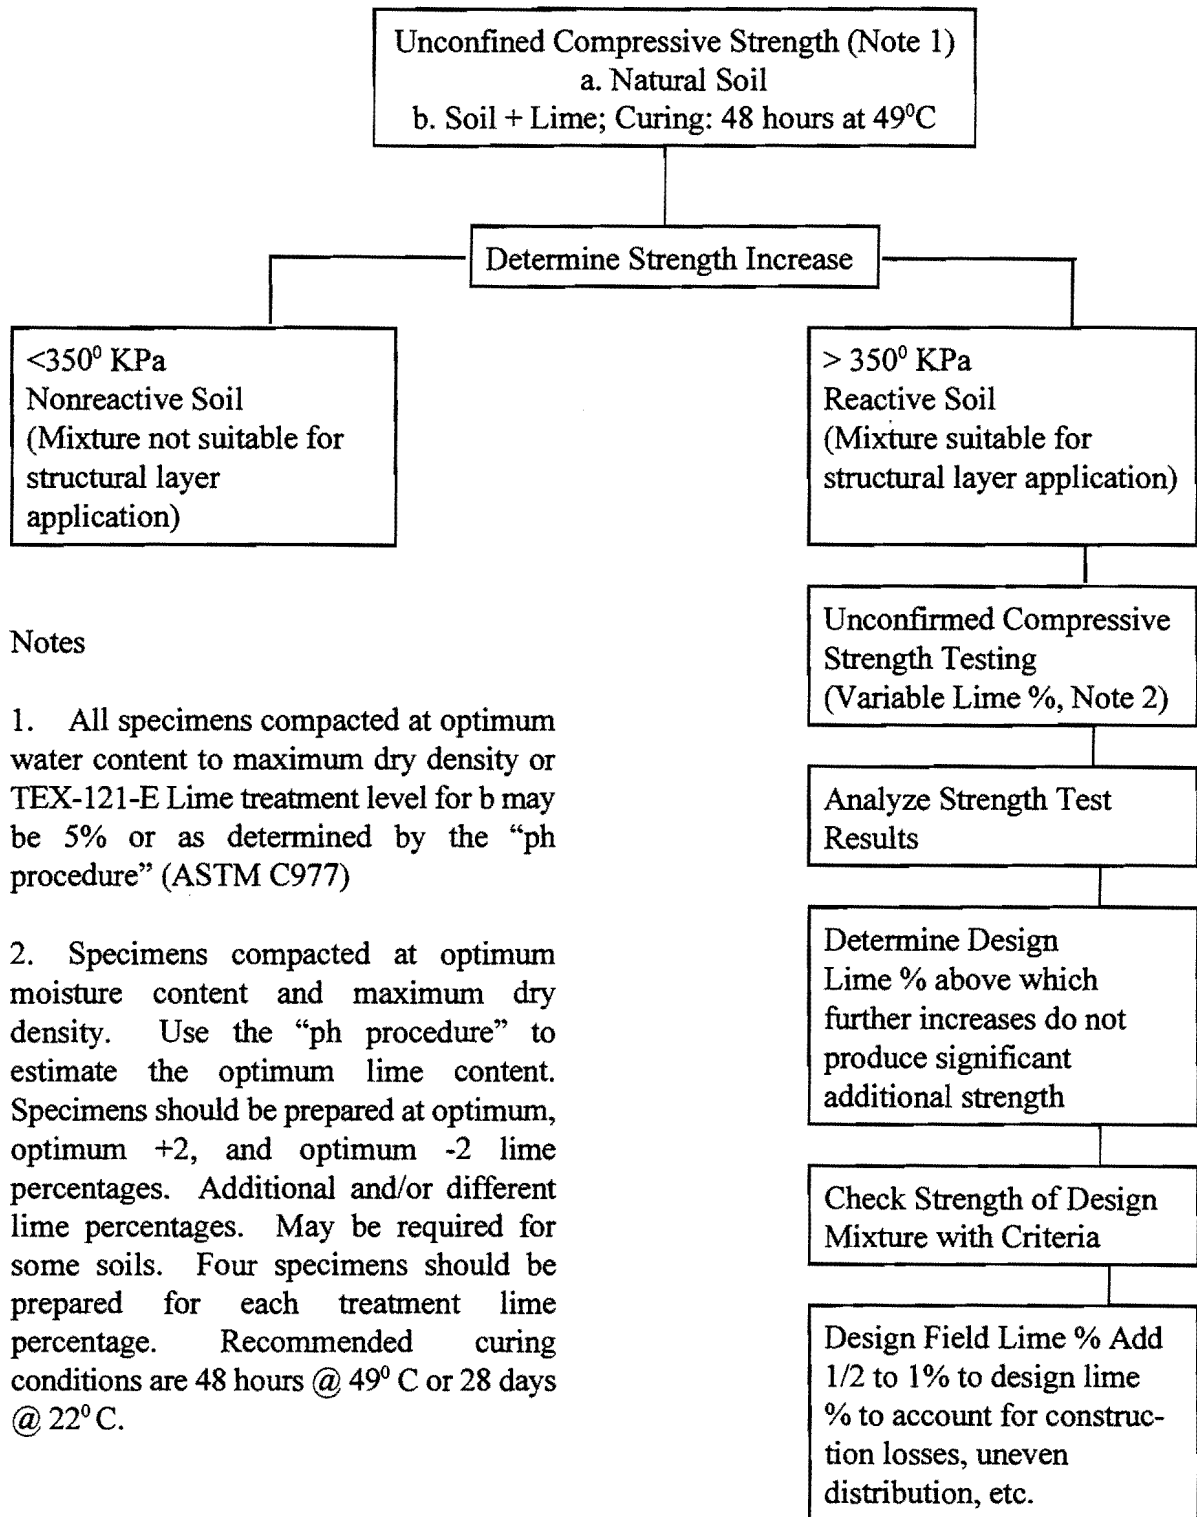 Unconfined Compressive Strength (Note 1)
a. Natural Soil
b. Soil + Lime; Curing: 48 hours at 49⁰C
Determine Strength Increase
<350⁰ KPa
Nonreactive Soil
(Mixture not suitable for
structural layer
application)
> 350⁰ KPa
Reactive Soil
(Mixture suitable for
structural layer application)
Unconfirmed Compressive
Strength Testing
(Variable Lime %, Note 2)
Analyze Strength Test
Results
Determine Design
Lime % above which
further increases do not
produce significant
additional strength
Check Strength of Design
Mixture with Criteria
Design Field Lime % Add
1/2 to 1% to design lime
% to account for construc-
tion losses, uneven
distribution, etc.
Notes
1. All specimens compacted at optimum
water content to maximum dry density or
TEX-121-E Lime treatment level for b may
be 5% or as determined by the “ph
procedure” (ASTM C977)
2. Specimens compacted at optimum
moisture content and maximum dry
density. Use the “ph procedure” to
estimate the optimum lime content.
Specimens should be prepared at optimum,
optimum +2, and optimum -2 lime
percentages. Additional and/or different
lime percentages. May be required for
some soils. Four specimens should be
prepared for each treatment lime
percentage. Recommended curing
conditions are 48 hours @ 49⁰ C or 28 days
@ 22⁰ C.